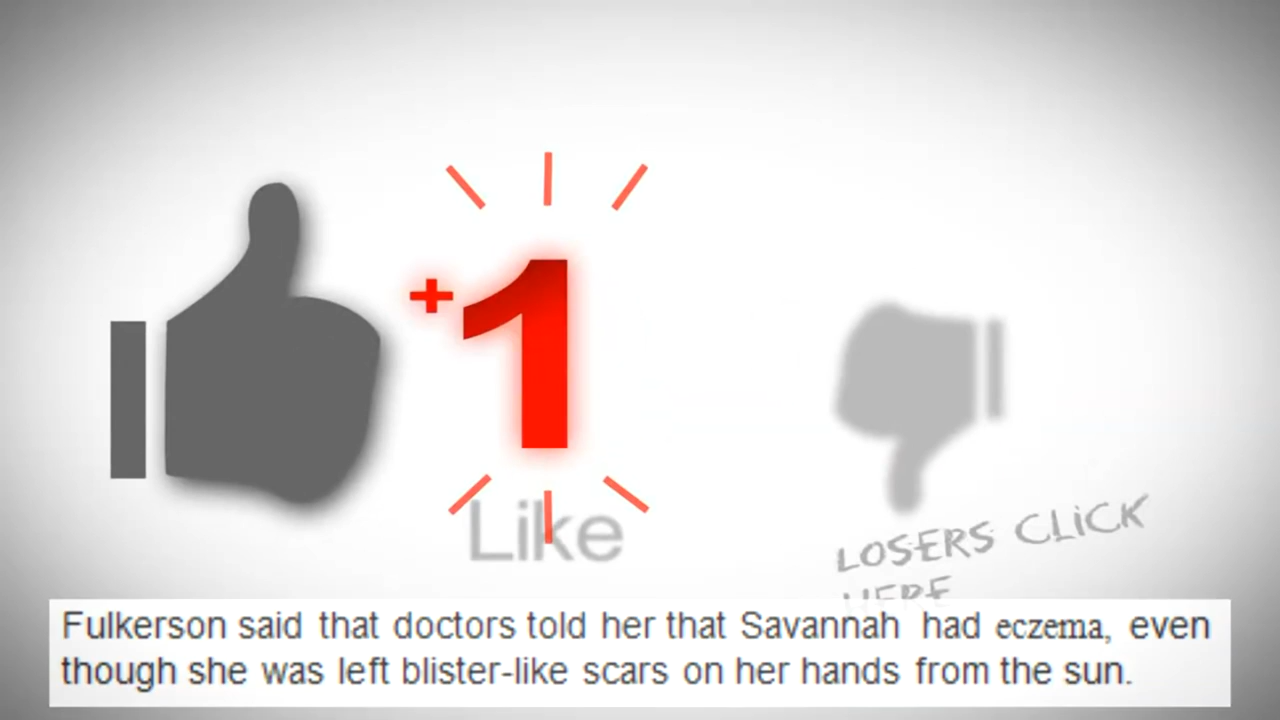 +1
Like
LOSERS CLiCK
HERE
Fulkerson said that doctors told her that Savannah had eczema, even
though she was left blister-like scars on her hands from the sun.